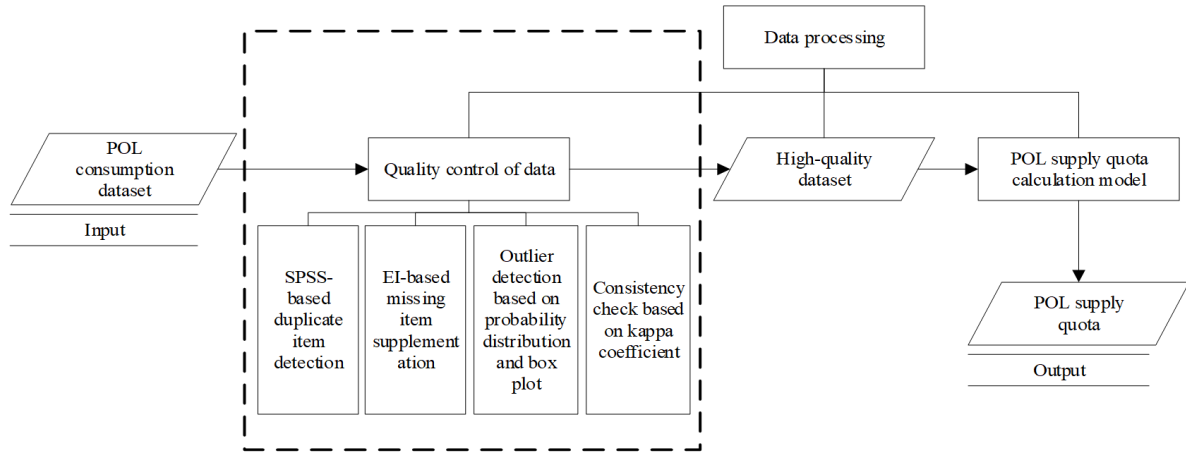 Data processing
POL
consumption
dataset
Input
Quality control of data
High-quality
dataset
POL supply quota
calculation model
SPSS-
based
duplicate
item
detection
EI-based
missing
item
supplement
ation
Outlier
detection
based on
probability
distribution
and box
plot
Consistency
check based
on kappa
coefficient
POL supply
quota
Output